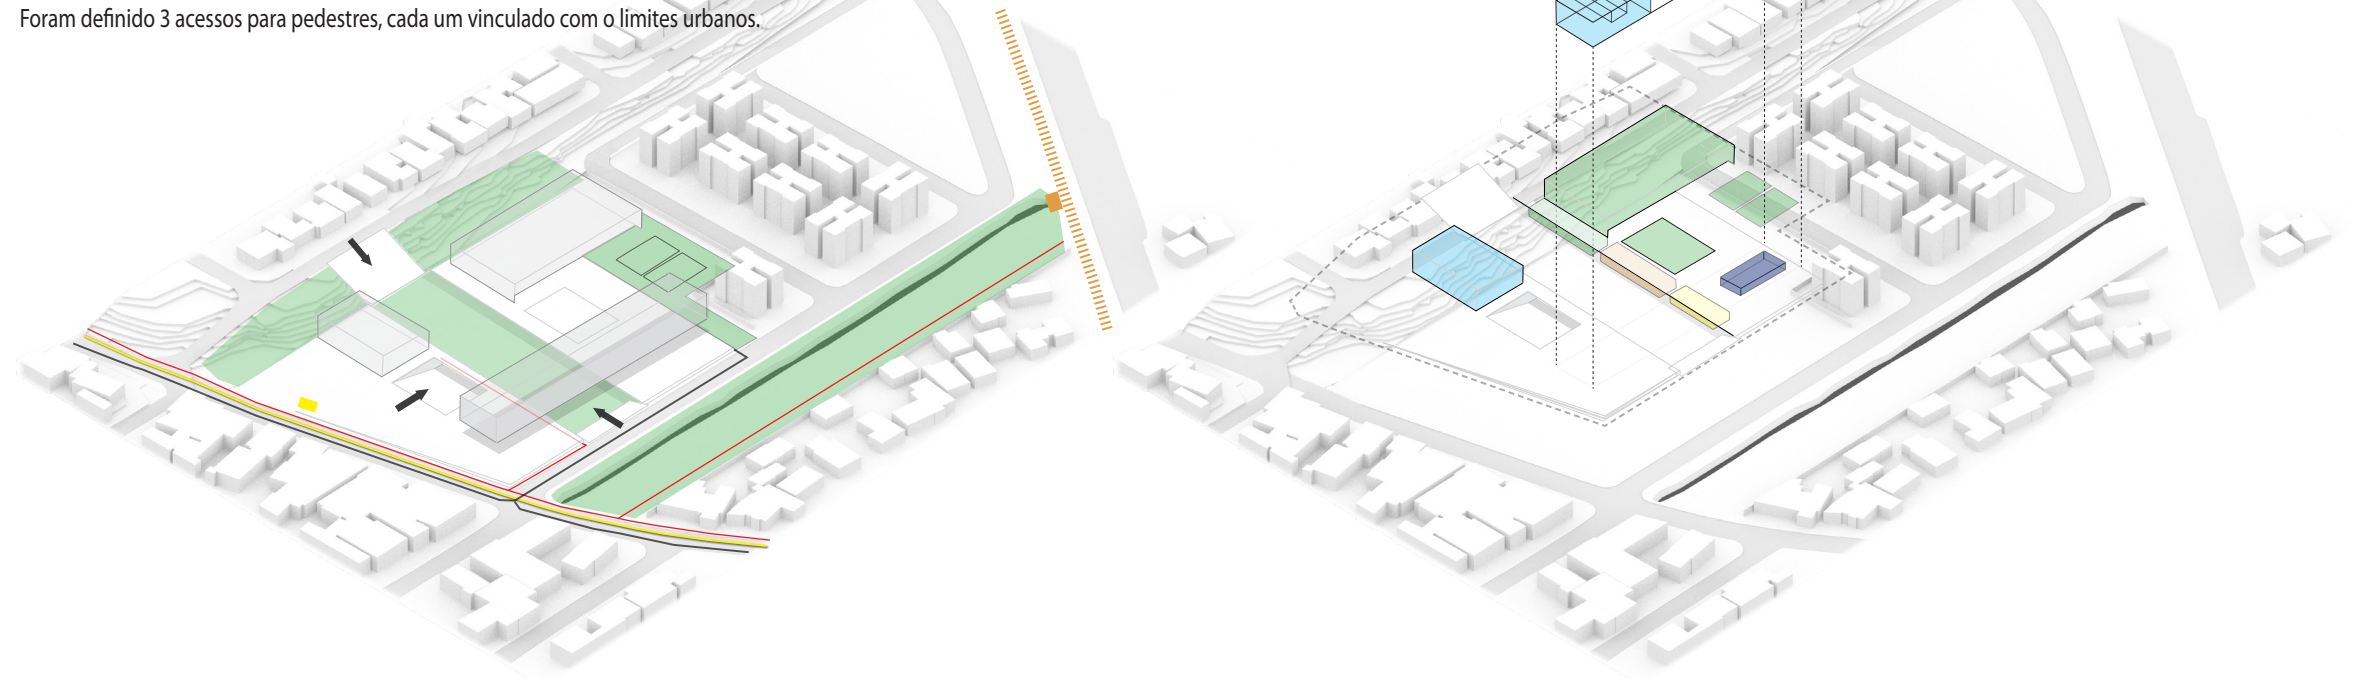 Foram definido 3 acessos para pedestres, cada um vinculado com o limites urbanos.